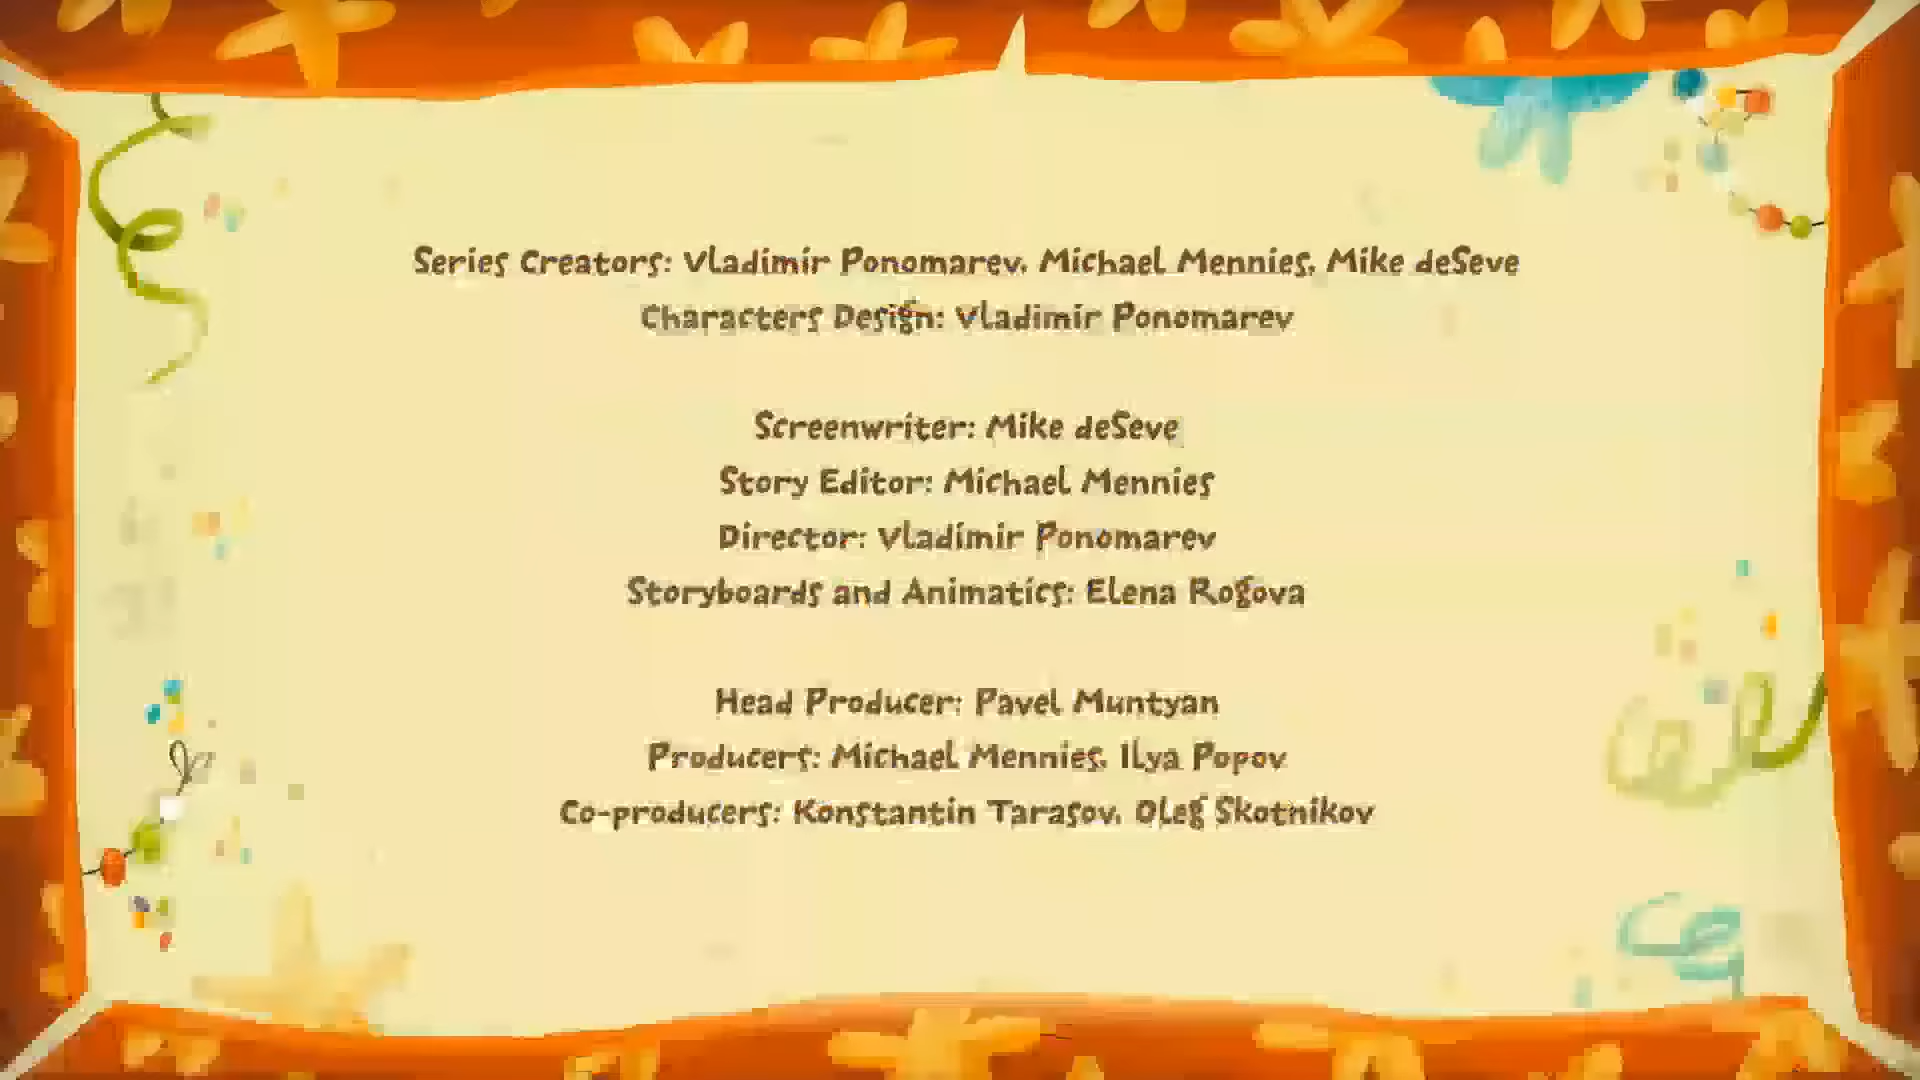 Series Creators: Vladimir Ponomarev, Michael Mennies, Mike deSeve
Characters Design: Vladimir Ponomarev
Screenwriter: Mike deSeve
Story Editor: Michael Mennies
Director: Vladimir Ponomarev
Storyboards and Animatics: Elena Rogova
Head Producer: Pavel Muntyan
Producers: Michael Mennies, Ilya Popov
Co-producers: Konstantin Tarasov, Oleg Skotnikov